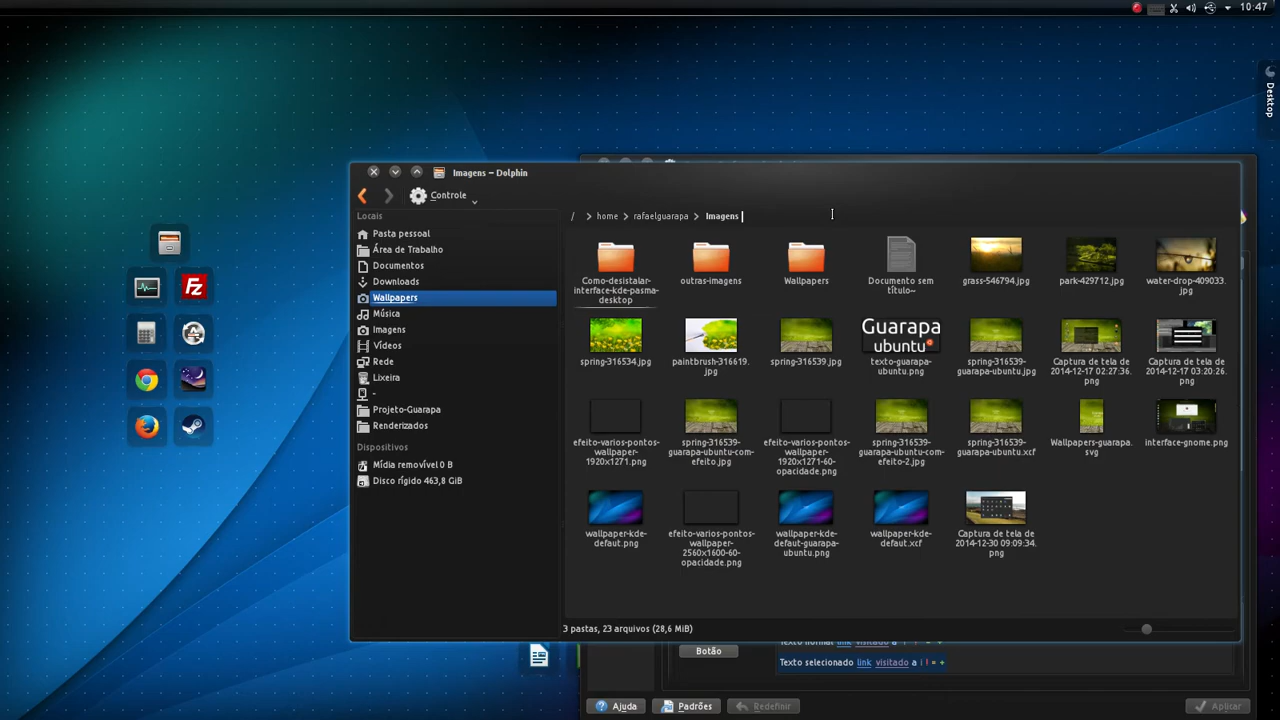 10:47
Desktop
Imagens – Dolphin
Controle
Locais
Pasta pessoal
Área de Trabalho
Documentos
Downloads
Wallpapers
Música
Imagens
Vídeos
Rede
Lixeira
-
Projeto-Guarapa
Renderizados
Dispositivos
Mídia removível 0 B
Disco rígido 463,8 GiB
/ > home > rafaelguarapa > Imagens
Como-desistalar-
interface-kde-pasma-
desktop
outras-imagens
Wallpapers
Documento sem
título~
grass-546794.jpg
park-429712.jpg
water-drop-409033.
jpg
spring-316534.jpg
paintbrush-316619.
jpg
spring-316539.jpg
Guarapa
ubuntu
texto-guarapa-
ubuntu.png
spring-316539-
guarapa-ubuntu.jpg
Captura de tela de
2014-12-17 02:27:36.
png
Captura de tela de
2014-12-17 03:20:26.
png
efeito-varios-pontos-
wallpaper-
1920x1271.png
spring-316539-
guarapa-ubuntu-com-
efeito.jpg
efeito-varios-pontos-
wallpaper-
1920x1271-60-
opacidade.png
spring-316539-
guarapa-ubuntu-com-
efeito-2.jpg
spring-316539-
guarapa-ubuntu.xcf
Wallpapers-guarapa.
svg
interface-gnome.png
wallpaper-kde-
defaut.png
efeito-varios-pontos-
wallpaper-
2560x1600-60-
opacidade.png
wallpaper-kde-
defaut-guarapa-
ubuntu.png
wallpaper-kde-
defaut.xcf
Captura de tela de
2014-12-30 09:09:34.
png
3 pastas, 23 arquivos (28,6 MiB)
Texto normal link visitado
Botão
Texto selecionado link visitado a i ! = +
Ajuda
Padrões
Redefinir
Aplicar